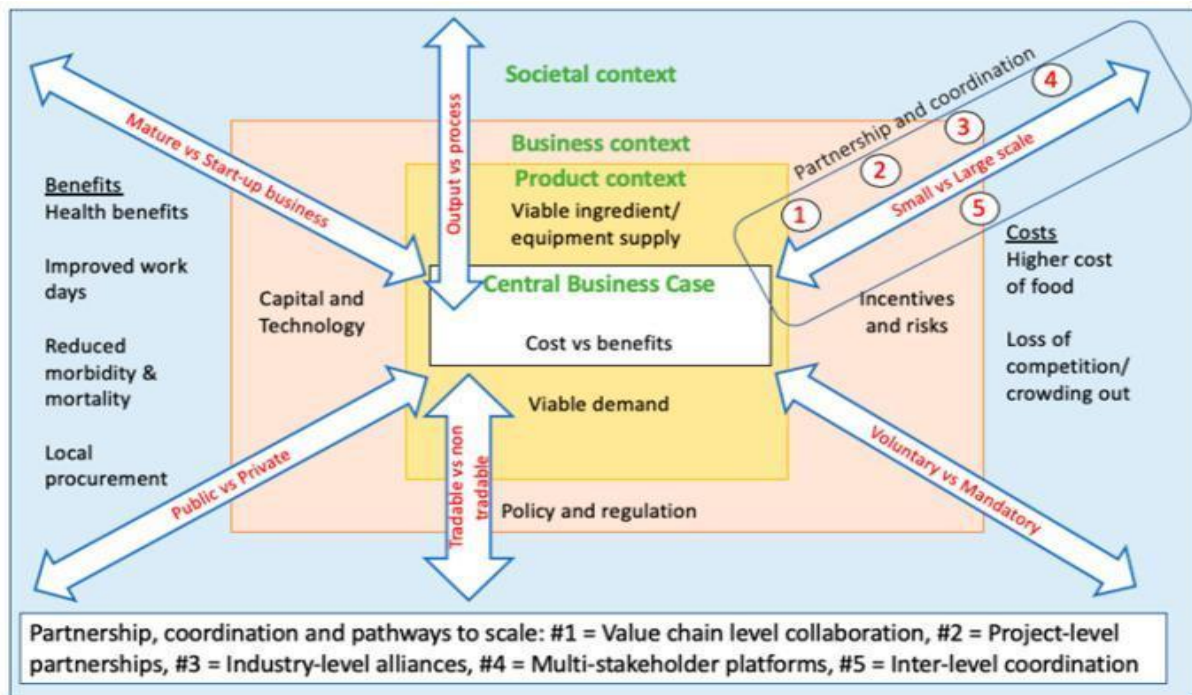 Societal context
Business context
Product context
Viable ingredient/
equipment supply
Central Business Case
Cost vs benefits
Viable demand
Capital and
Technology
Incentives
and risks
Policy and regulation
Benefits
Health benefits
Improved work
days
Reduced
morbidity &
mortality
Local
procurement
Costs
Higher cost
of food
Loss of
competition/
crowding out
Mature vs Start-up business
Output vs process
Partnership and coordination
Small vs Large scale
1
2
3
4
5
Public vs Private
Tradable vs non
tradable
Voluntary vs Mandatory
Partnership, coordination and pathways to scale: #1 = Value chain level collaboration, #2 = Project-level
partnerships, #3 = Industry-level alliances, #4 = Multi-stakeholder platforms, #5 = Inter-level coordination